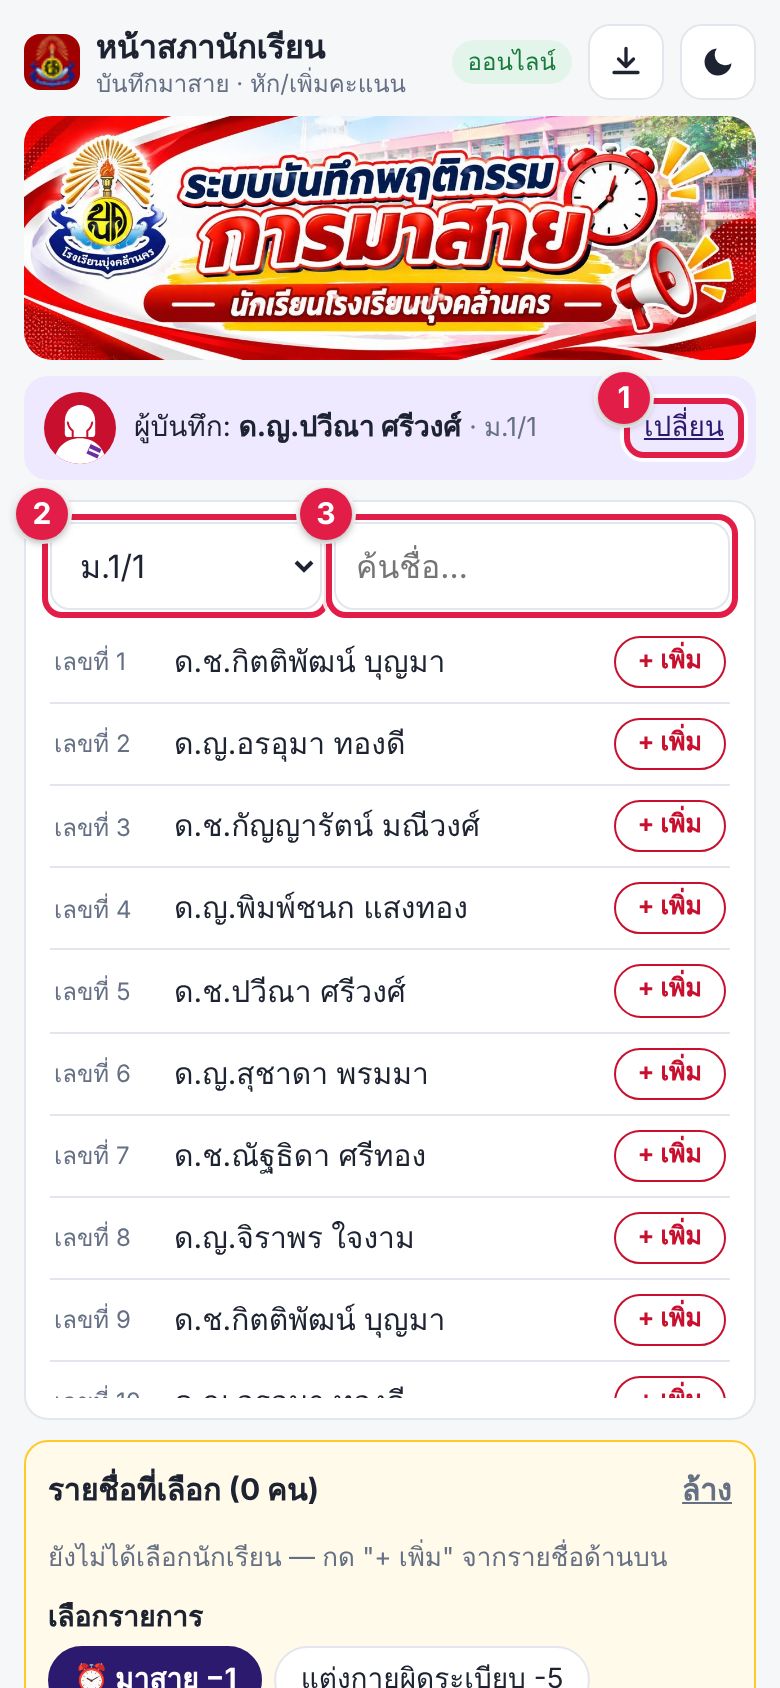 หน้าสภานักเรียน
บันทึกมาสาย · หัก/เพิ่มคะแนน
ออนไลน์
ระบบบันทึกพฤติกรรม
การมาสาย
นักเรียนโรงเรียนบุ่งคล้านคร
โรงเรียนบุ่งคล้านคร
ผู้บันทึก: ด.ญ.ปวีณา ศรีวงศ์ · ม.1/1
1
เปลี่ยน
2
3
ม.1/1
ค้นชื่อ...
เลขที่ 1 ด.ช.กิตติพัฒน์ บุญมา + เพิ่ม
เลขที่ 2 ด.ญ.อรอุมา ทองดี + เพิ่ม
เลขที่ 3 ด.ช.กัญญารัตน์ มณีวงศ์ + เพิ่ม
เลขที่ 4 ด.ญ.พิมพ์ชนก แสงทอง + เพิ่ม
เลขที่ 5 ด.ช.ปวีณา ศรีวงศ์ + เพิ่ม
เลขที่ 6 ด.ญ.สุชาดา พรมมา + เพิ่ม
เลขที่ 7 ด.ช.ณัฐธิดา ศรีทอง + เพิ่ม
เลขที่ 8 ด.ญ.จิราพร ใจงาม + เพิ่ม
เลขที่ 9 ด.ช.กิตติพัฒน์ บุญมา + เพิ่ม
รายชื่อที่เลือก (0 คน)
ล้าง
ยังไม่ได้เลือกนักเรียน — กด "+ เพิ่ม" จากรายชื่อด้านบน
เลือกรายการ
⏰ มาสาย −1
แต่งกายผิดระเบียบ -5